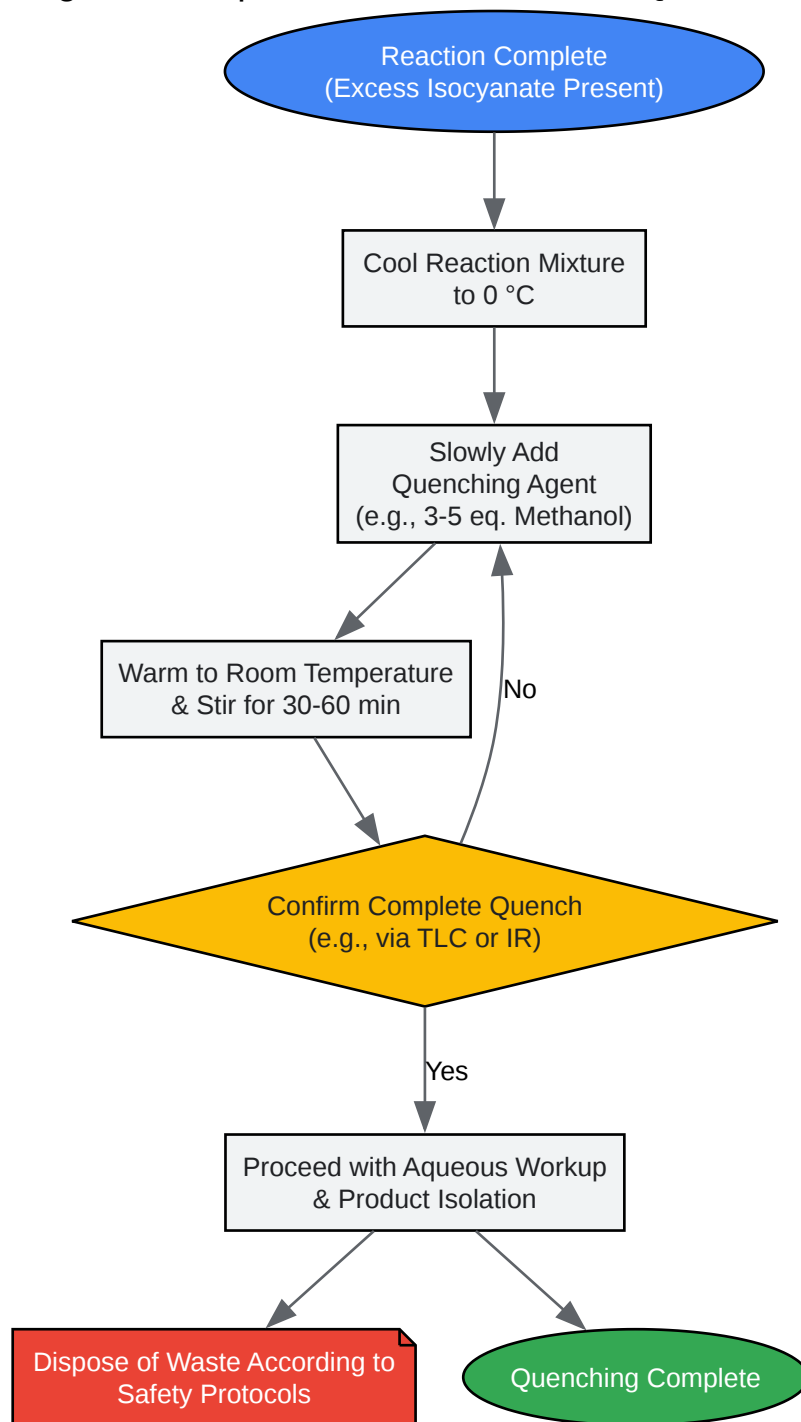 Reaction Complete
(Excess Isocyanate Present)
Cool Reaction Mixture
to 0 °C
Slowly Add
Quenching Agent
(e.g., 3-5 eq. Methanol)
Warm to Room Temperature
& Stir for 30-60 min
No
Confirm Complete Quench
(e.g., via TLC or IR)
Yes
Proceed with Aqueous Workup
& Product Isolation
Dispose of Waste According to
Safety Protocols
Quenching Complete